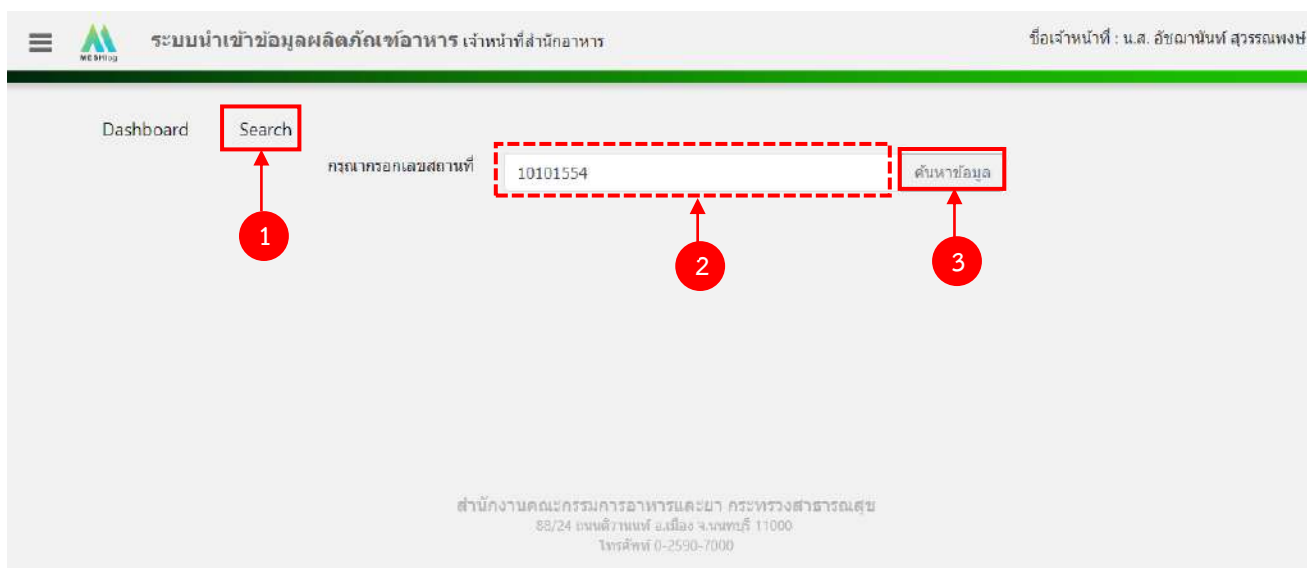 ระบบนำเข้าข้อมูลผลิตภัณฑ์อาหาร เจ้าหน้าที่สำนักอาหาร
ชื่อเจ้าหน้าที่ : น.ส. อัชฌานันท์ สุวรรณพงษ์
Dashboard Search
กรุณากรอกเลขสถานที่ 10101554 ค้นหาข้อมูล
1 2 3
สำนักงานคณะกรรมการอาหารและยา กระทรวงสาธารณสุข
88/24 ถนนติวานนท์ อ.เมือง จ.นนทบุรี 11000
โทรศัพท์ 0-2590-7000